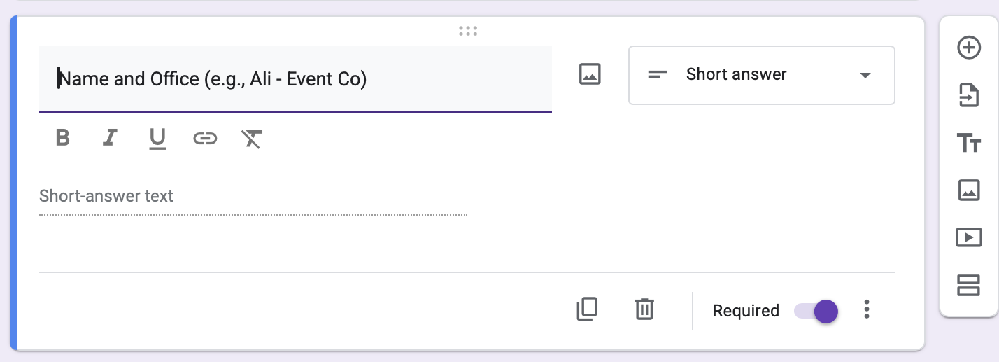 Name and Office (e.g., Ali - Event Co)
Short answer
B I U
Short-answer text
Required